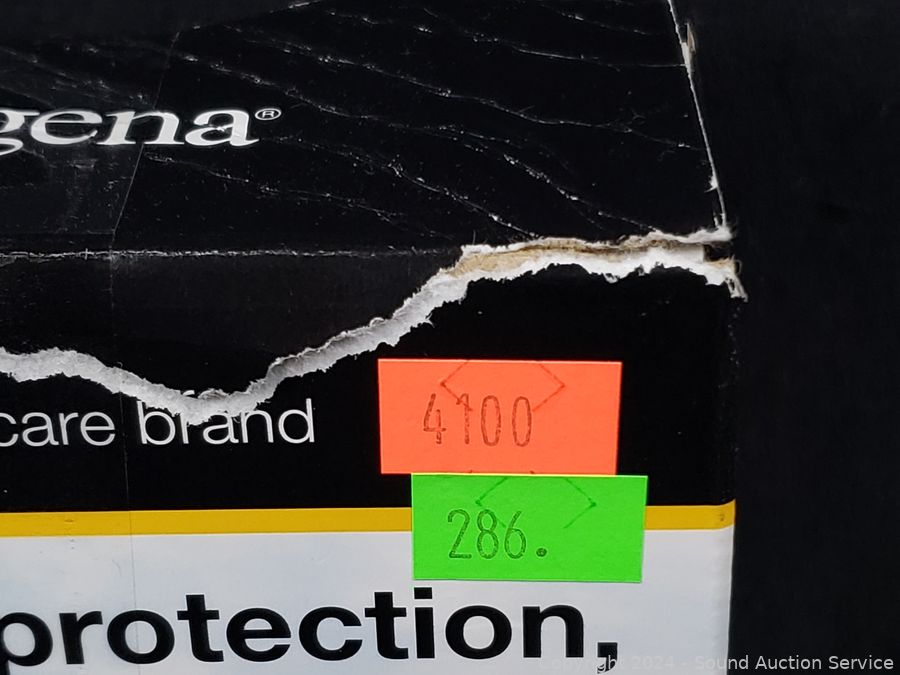 gena®
care brand
4100
286.
protection,
Copyright 2024 - Sound Auction Service